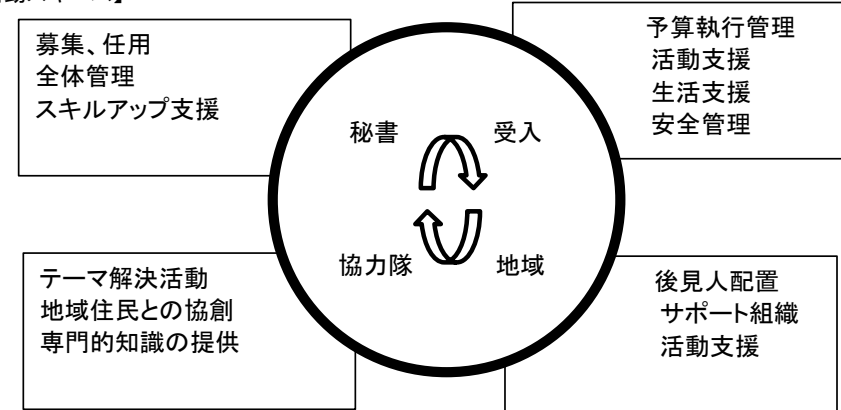 募集、任用
全体管理
スキルアップ支援
予算執行管理
活動支援
生活支援
安全管理
秘書
受入
協力隊
地域
テーマ解決活動
地域住民との協創
専門的知識の提供
後見人配置
サポート組織
活動支援